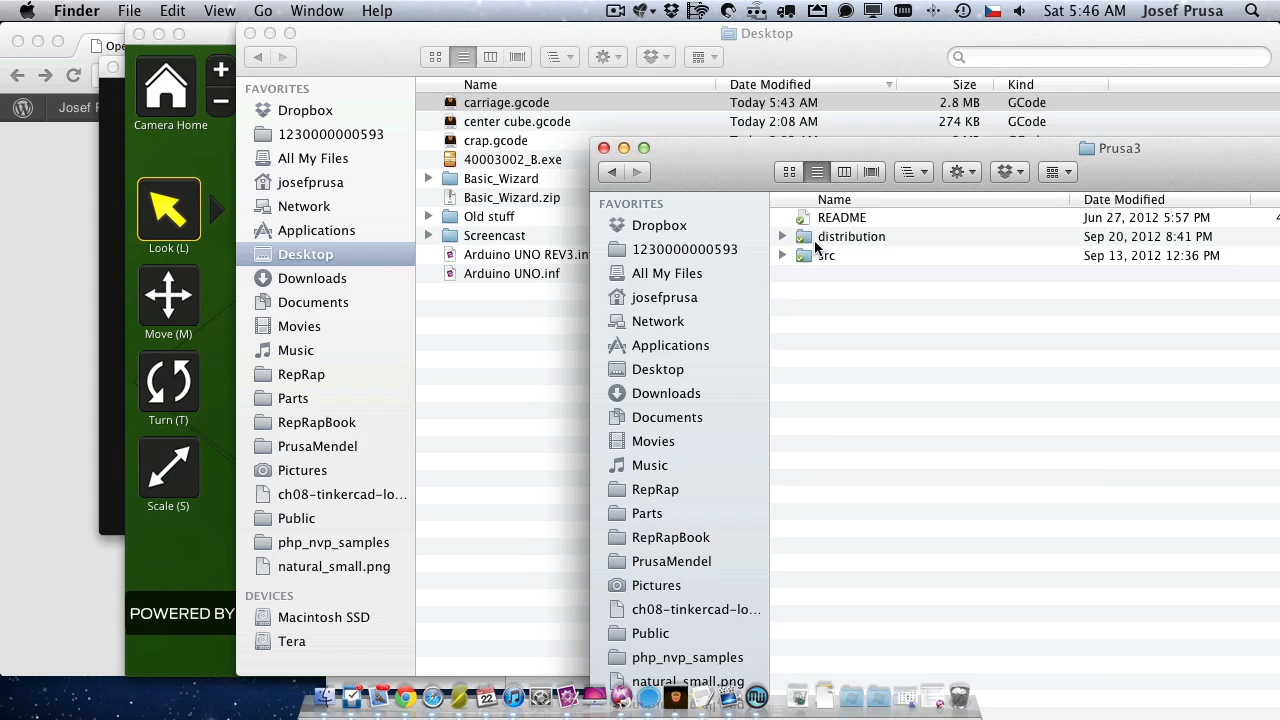 Finder File Edit View Go Window Help Sat 5:46 AM Josef Prusa
Ope
Josef P
Camera Home
Look (L)
Move (M)
Turn (T)
Scale (S)
POWERED BY
Desktop
FAVORITES
Dropbox
1230000000593
All My Files
josefprusa
Network
Applications
Desktop
Downloads
Documents
Movies
Music
RepRap
Parts
RepRapBook
PrusaMendel
Pictures
ch08-tinkercad-lo...
Public
php_nvp_samples
natural_small.png
DEVICES
Macintosh SSD
Tera
Name Date Modified Size Kind
carriage.gcode Today 5:43 AM 2.8 MB GCode
center cube.gcode Today 2:08 AM 274 KB GCode
crap.gcode
40003002_B.exe
Basic_Wizard
Basic_Wizard.zip
Old stuff
Screencast
Arduino UNO REV3.in
Arduino UNO.inf
Prusa3
FAVORITES
Dropbox
1230000000593
All My Files
josefprusa
Network
Applications
Desktop
Downloads
Documents
Movies
Music
RepRap
Parts
RepRapBook
PrusaMendel
Pictures
ch08-tinkercad-lo...
Public
php_nvp_samples
natural_small.png
Name Date Modified
README Jun 27, 2012 5:57 PM
distribution Sep 20, 2012 8:41 PM
src Sep 13, 2012 12:36 PM
22